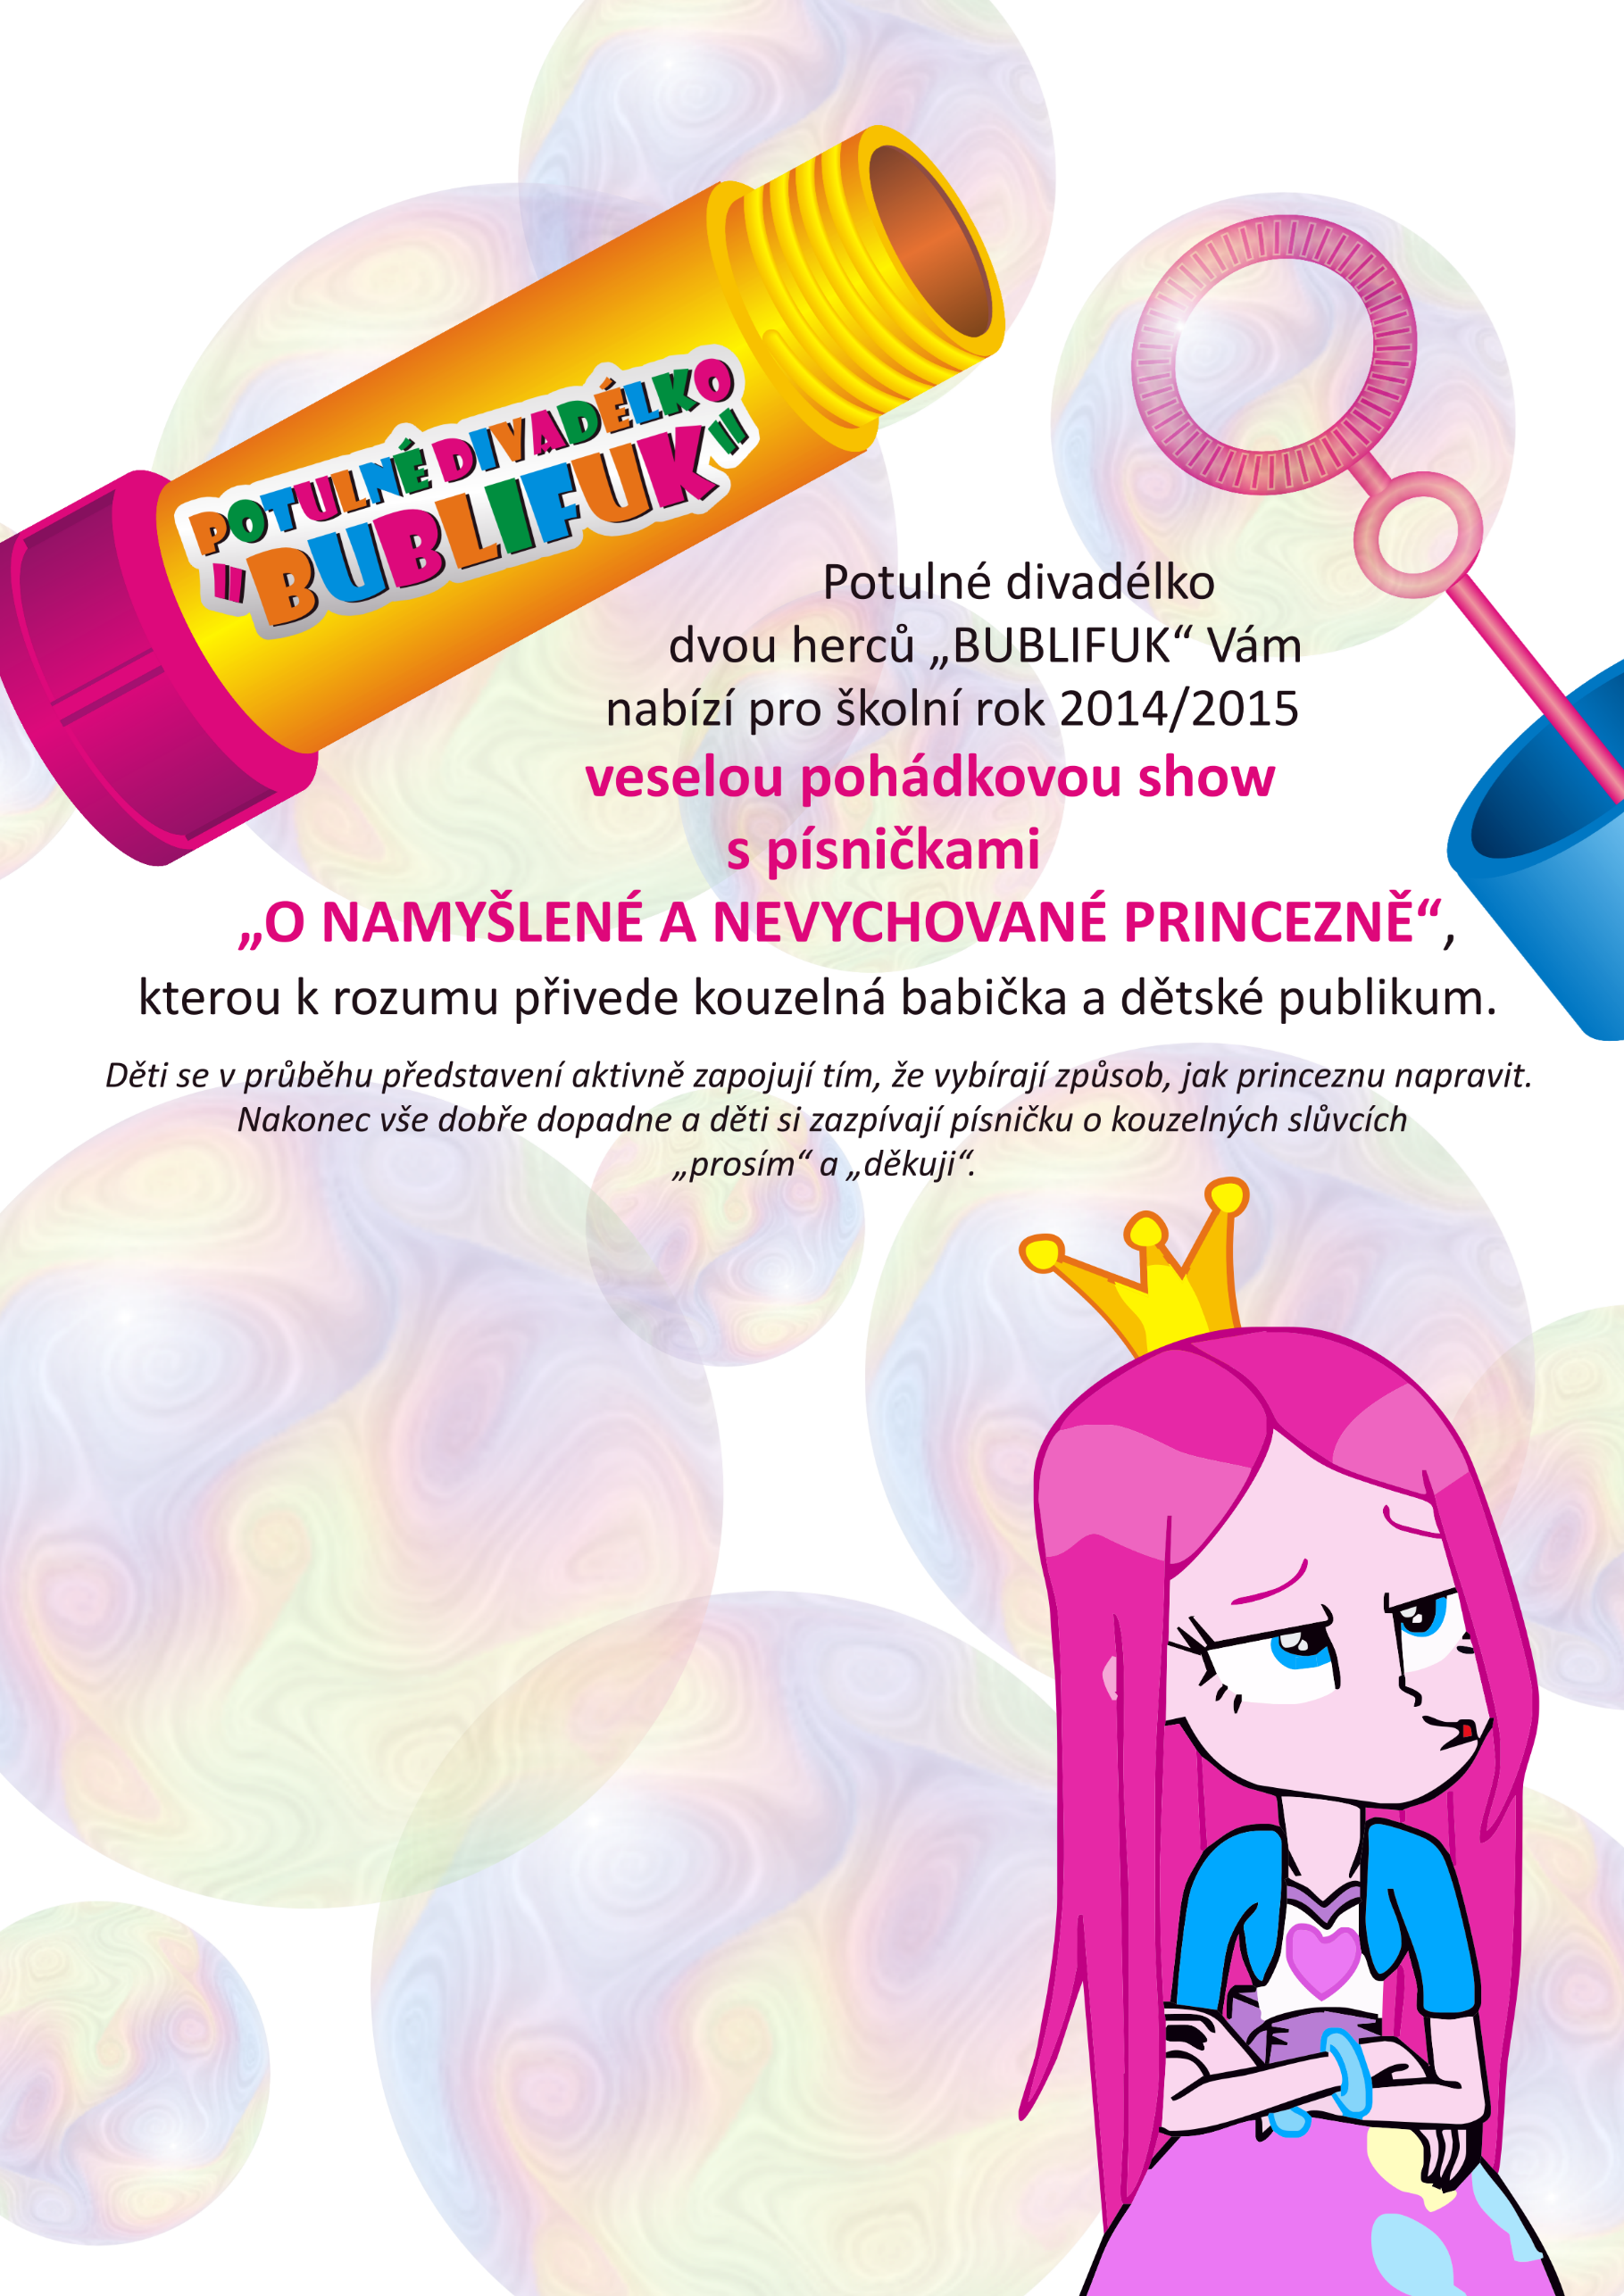 POTULNÉ DIVADÉLKO
"BUBLIFUK"
Potulné divadélko
dvou herců „BUBLIFUK“ Vám
nabízí pro školní rok 2014/2015
veselou pohádkovou show
s písničkami
„O NAMYŠLENÉ A NEVYCHOVANÉ PRINCEZNĚ“,
kterou k rozumu přivede kouzelná babička a dětské publikum.
Děti se v průběhu představení aktivně zapojují tím, že vybírají způsob, jak princeznu napravit.
Nakonec vše dobře dopadne a děti si zazpívají písničku o kouzelných slůvcích
„prosím“ a „děkuji“.